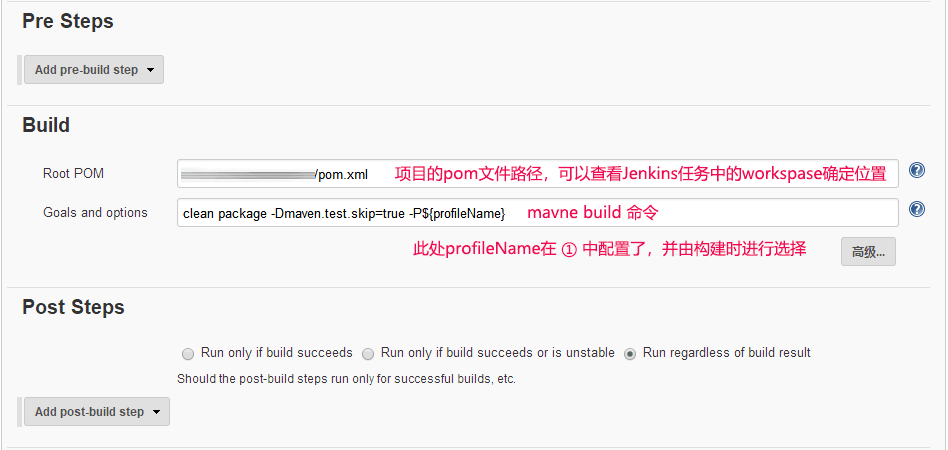 Pre Steps
Add pre-build step
Build
Root POM /pom.xml 项目的pom文件路径，可以查看Jenkins任务中的workspase确定位置
Goals and options clean package -Dmaven.test.skip=true -P${profileName} mavne build 命令
此处profileName在 ① 中配置了，并由构建时进行选择 高级...
Post Steps
Run only if build succeeds Run only if build succeeds or is unstable Run regardless of build result
Should the post-build steps run only for successful builds, etc.
Add post-build step